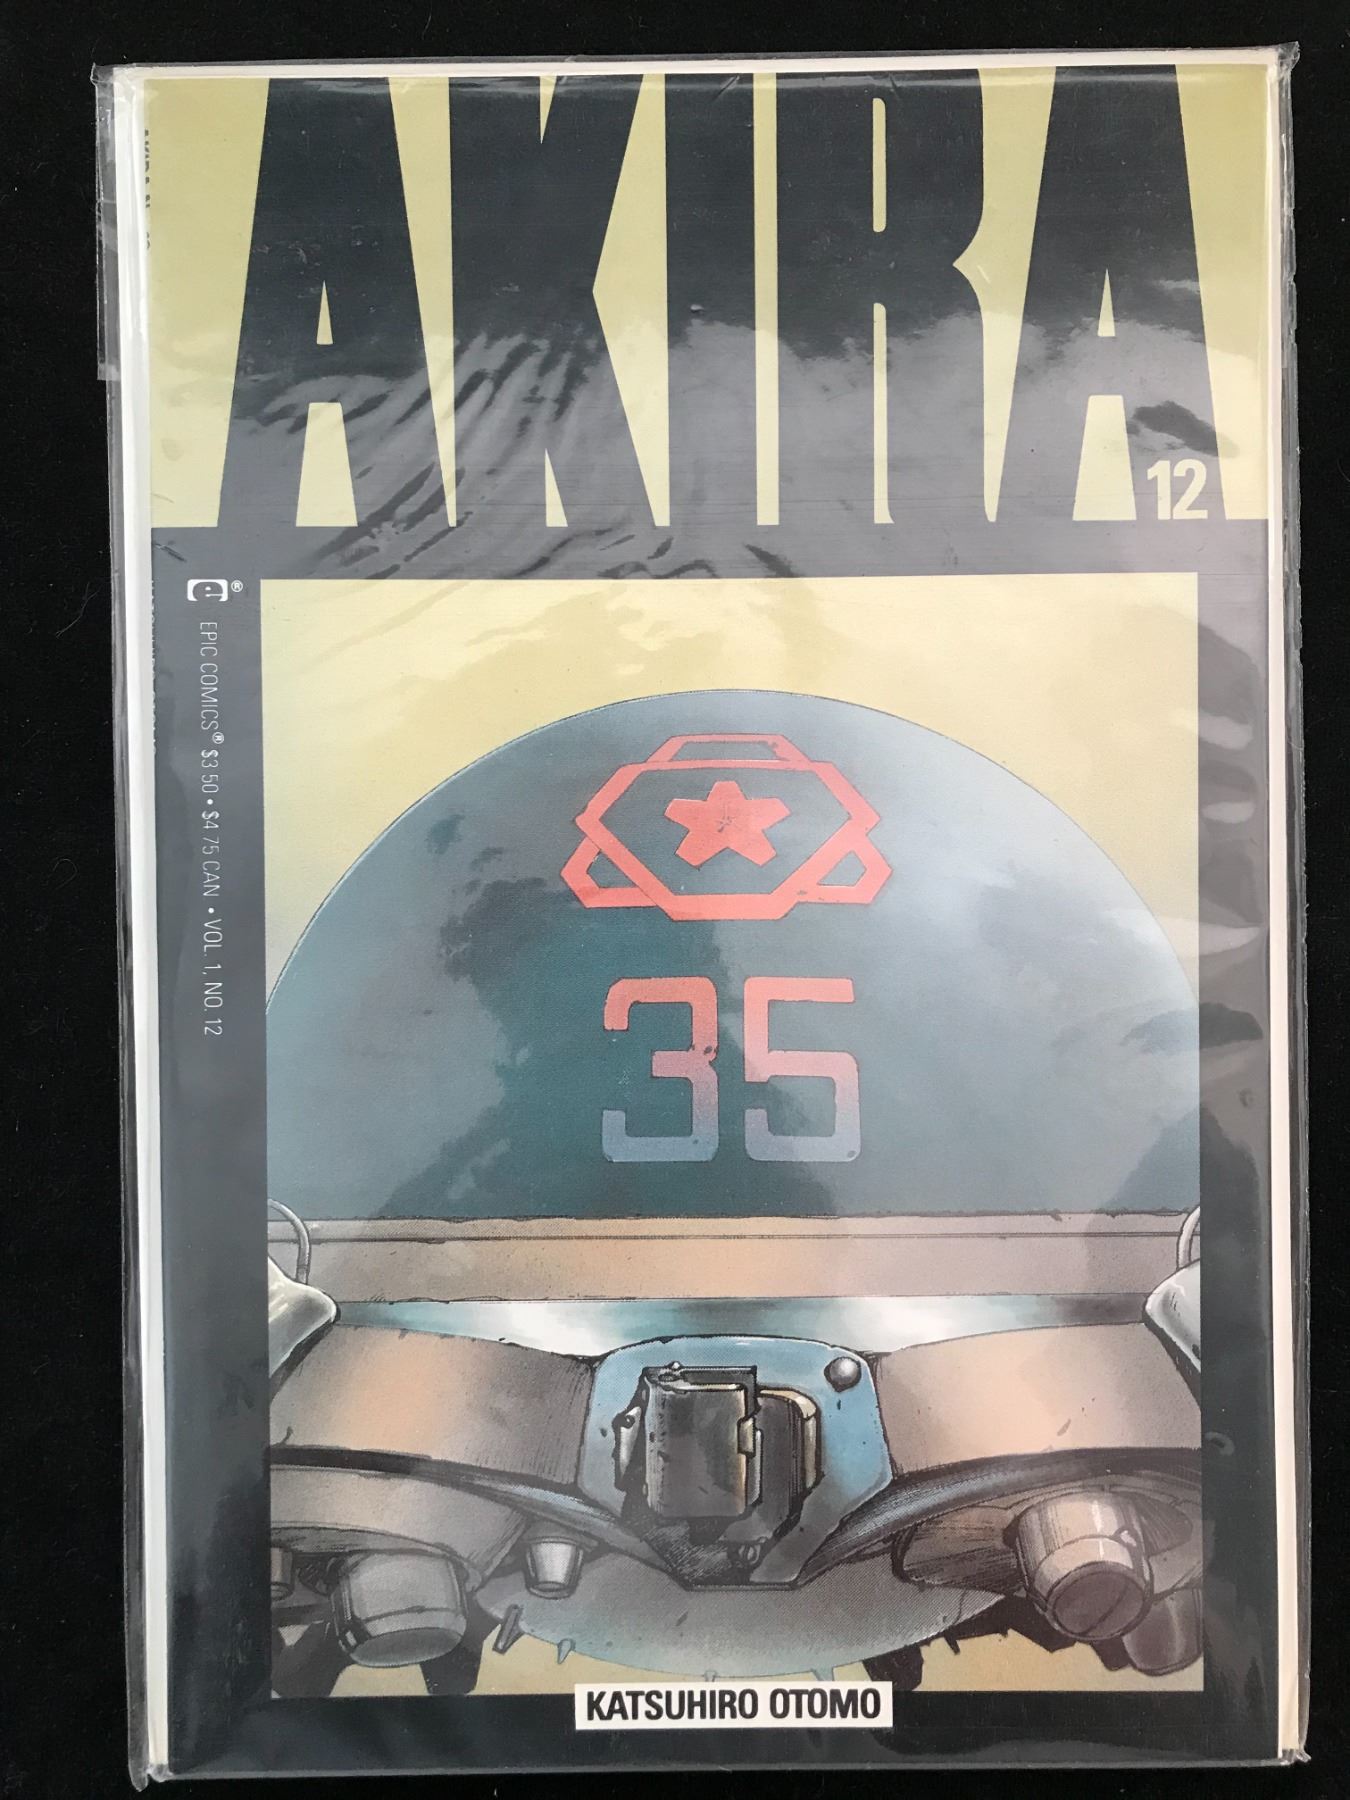 AKIRA
12
EPIC COMICS® $3.50 • $4.75 CAN • VOL. 1, NO. 12
35
KATSUHIRO OTOMO